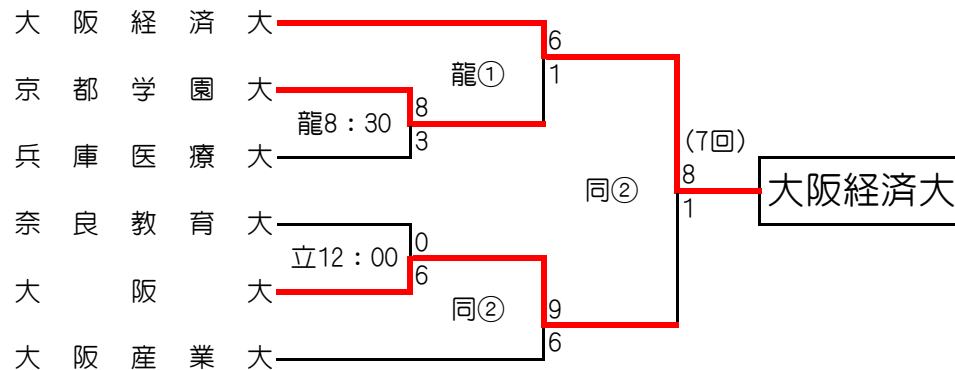 大阪経済大
6
龍①
1
京都学園大
8
龍8：30
3
兵庫医療大
(7回)
8
大阪経済大
同②
1
奈良教育大
0
立12：00
6
大阪大
9
同②
6
大阪産業大